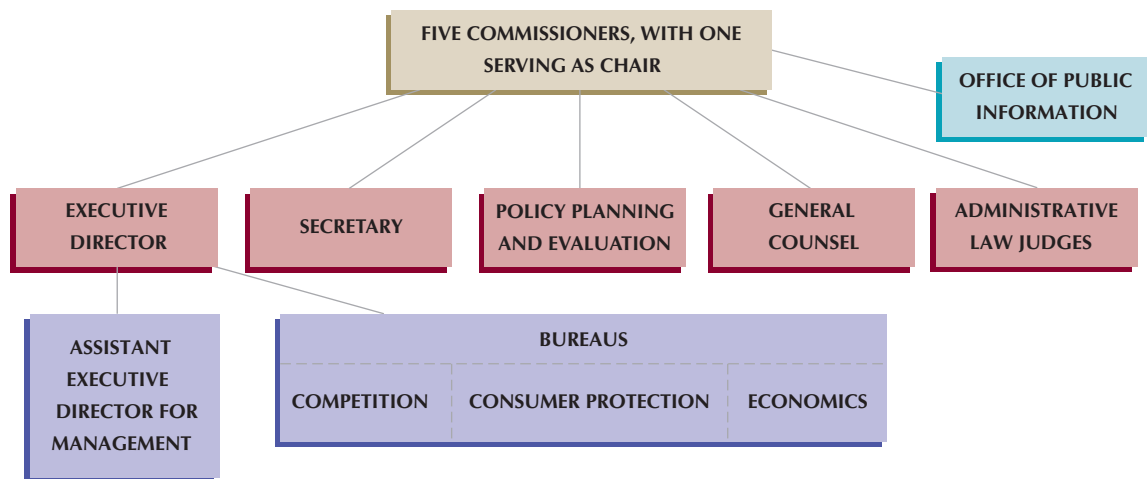 FIVE COMMISSIONERS, WITH ONE
SERVING AS CHAIR
OFFICE OF PUBLIC
INFORMATION
EXECUTIVE
DIRECTOR
SECRETARY
POLICY PLANNING
AND EVALUATION
GENERAL
COUNSEL
ADMINISTRATIVE
LAW JUDGES
ASSISTANT
EXECUTIVE
DIRECTOR FOR
MANAGEMENT
BUREAUS
COMPETITION
CONSUMER PROTECTION
ECONOMICS